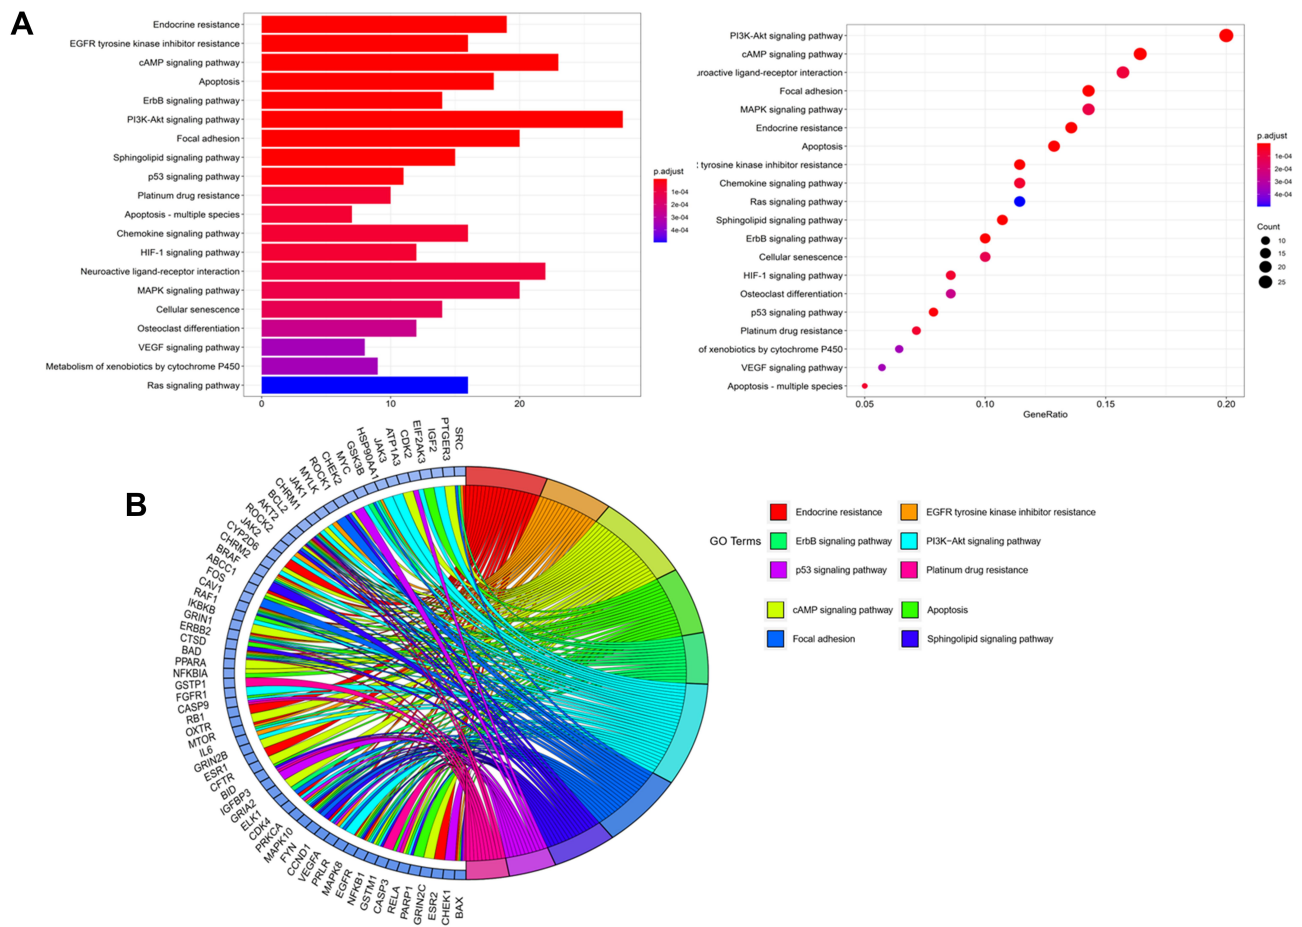 A
Endocrine resistance
EGFR tyrosine kinase inhibitor resistance
cAMP signaling pathway
Apoptosis
ErbB signaling pathway
PI3K-Akt signaling pathway
Focal adhesion
Sphingolipid signaling pathway
p53 signaling pathway
Platinum drug resistance
Apoptosis - multiple species
Chemokine signaling pathway
HIF-1 signaling pathway
Neuroactive ligand-receptor interaction
MAPK signaling pathway
Cellular senescence
Osteoclast differentiation
VEGF signaling pathway
Metabolism of xenobiotics by cytochrome P450
Ras signaling pathway
0 10 20
p.adjust
1e-04
2e-04
3e-04
4e-04
PI3K-Akt signaling pathway
cAMP signaling pathway
uroactive ligand-receptor interaction
Focal adhesion
MAPK signaling pathway
Endocrine resistance
Apoptosis
tyrosine kinase inhibitor resistance
Chemokine signaling pathway
Ras signaling pathway
Sphingolipid signaling pathway
ErbB signaling pathway
Cellular senescence
HIF-1 signaling pathway
Osteoclast differentiation
p53 signaling pathway
Platinum drug resistance
of xenobiotics by cytochrome P450
VEGF signaling pathway
Apoptosis - multiple species
0.05 0.10 0.15 0.20
GeneRatio
p.adjust
1e-04
2e-04
3e-04
4e-04
Count
10
15
20
25
B
SRC
PTGER3
IGF2
EIF2AK3
CDK2
ATP1A3
JAK3
HSP90AA1
GSK3B
MYC
CHEK2
ROCK1
MYLK
JAK1
CHRM1
BCL2
AKT2
ROCK2
JAK2
CYP2D6
CHRM2
BRAF
ABCC1
FOS
CAV1
RAF1
IKBKB
GRIN1
ERBB2
CTSD
BAD
PPARA
NFKBIA
GSTP1
FGFR1
CASP9
RB1
OXTR
MTOR
IL6
GRIN2B
ESR1
CFTR
BID
IGFBP3
GRIA2
ELK1
CDK4
PRKCA
MAPK10
FYN
CCND1
VEGFA
PRLR
MAPK8
EGFR
NFKB1
GSTM1
CASP3
RELA
PARP1
GRIN2C
ESR2
CHEK1
BAX
GO Terms
Endocrine resistance
EGFR tyrosine kinase inhibitor resistance
ErbB signaling pathway
PI3K−Akt signaling pathway
p53 signaling pathway
Platinum drug resistance
cAMP signaling pathway
Apoptosis
Focal adhesion
Sphingolipid signaling pathway